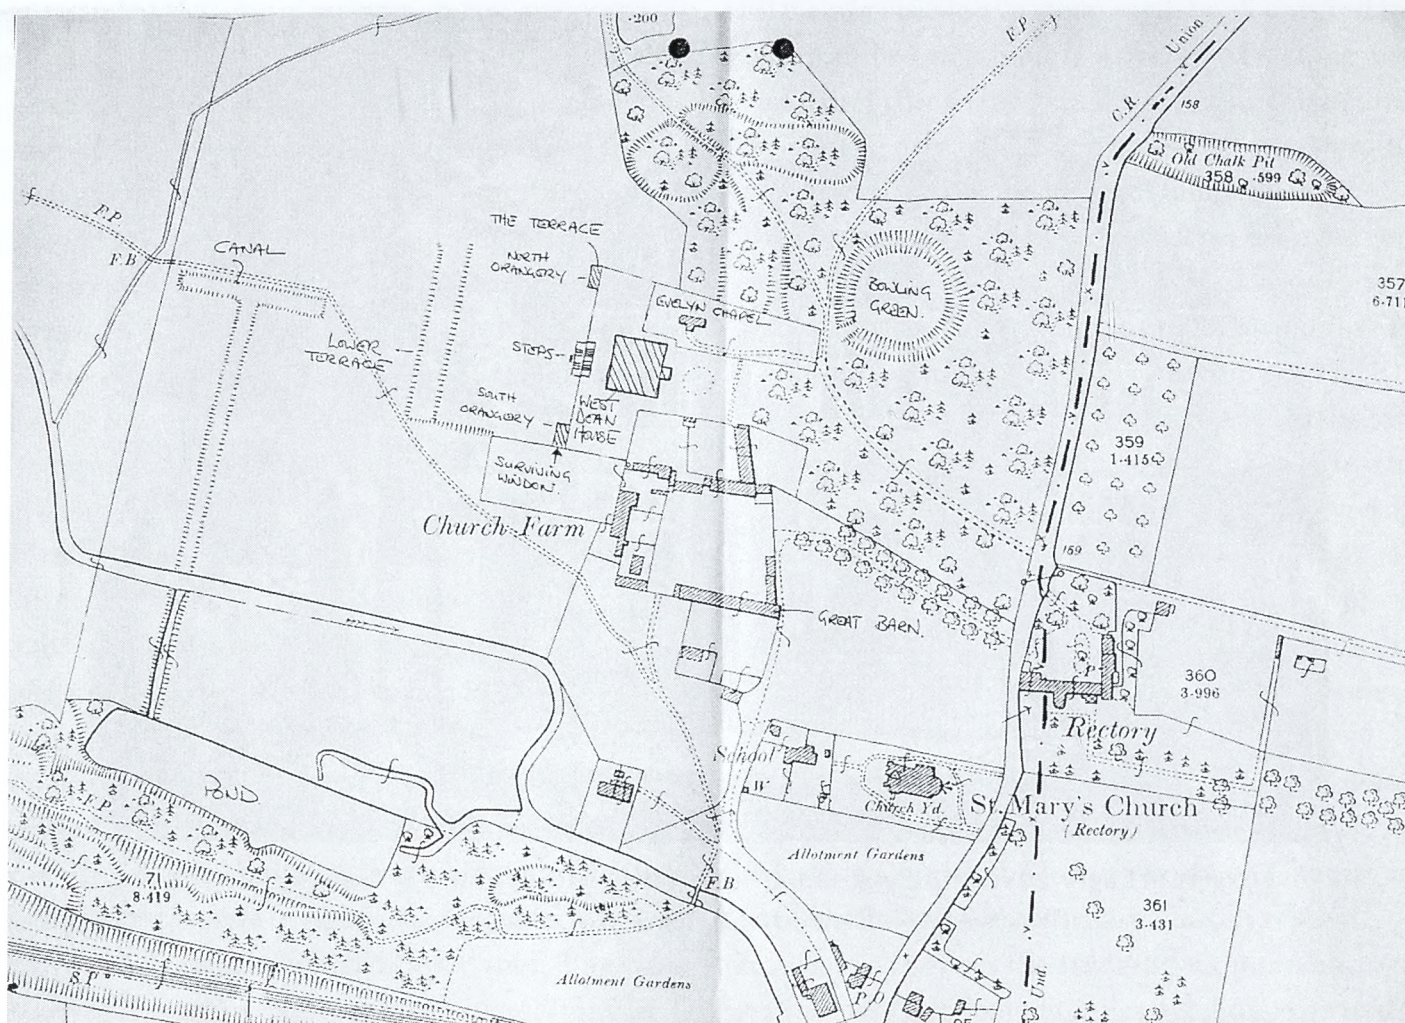 ·200
F.P.
Union
C.R.
158
Old Chalk Pit
358 ·599
F.P.
F.B.
CANAL
THE TERRACE
NORTH
ORANGERY
EVELYN CHAPEL
BOWLING
GREEN.
357
6·711
LOWER
TERRACE
STEPS
SOUTH
ORANGERY
WEST
DEAN
HOUSE
SURVIVING
WINDOW.
359
1·415
Church Farm
159
GREAT BARN.
360
3·996
Rectory
School
W
Church Yd.
St. Mary's Church
(Rectory)
POND
F.P.
Allotment Gardens
71
8·419
F.B.
361
3·431
S.P.
Allotment Gardens
P.O.
Und.